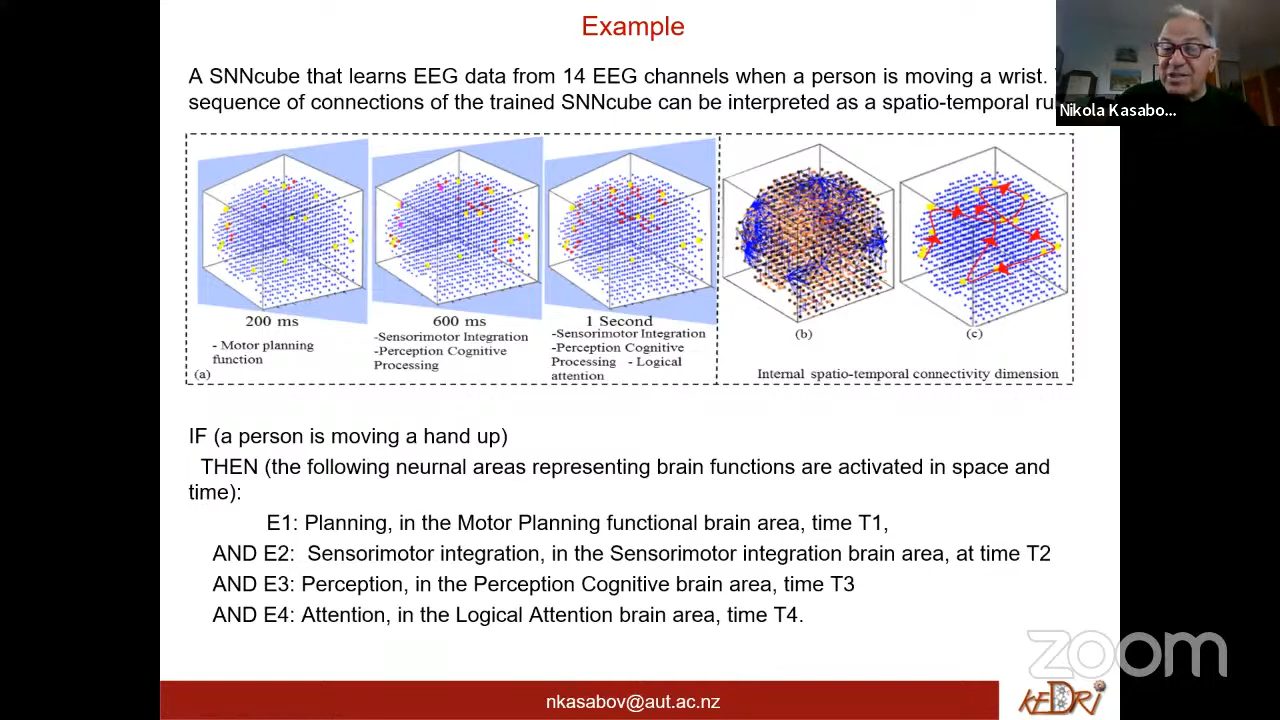 Example
A SNNcube that learns EEG data from 14 EEG channels when a person is moving a wrist.
sequence of connections of the trained SNNcube can be interpreted as a spatio-temporal ru
Nikola Kasabo...
200 ms
- Motor planning
function
(a)
600 ms
-Sensorimotor Integration
-Perception Cognitive
Processing
1 Second
-Sensorimotor Integration
-Perception Cognitive
Processing - Logical
attention
(b)
(c)
Internal spatio-temporal connectivity dimension
IF (a person is moving a hand up)
THEN (the following neurnal areas representing brain functions are activated in space and
time):
E1: Planning, in the Motor Planning functional brain area, time T1,
AND E2: Sensorimotor integration, in the Sensorimotor integration brain area, at time T2
AND E3: Perception, in the Perception Cognitive brain area, time T3
AND E4: Attention, in the Logical Attention brain area, time T4.
zoom
nkasabov@aut.ac.nz
KEDRI